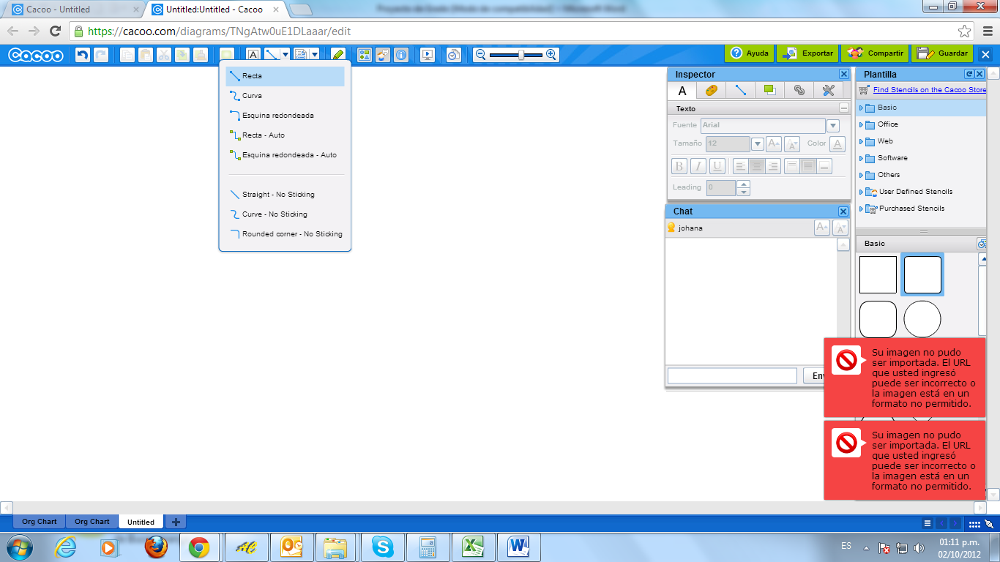 Proyecto de Grado [Modo de compatibilidad] - Microsoft Word
Cacoo - Untitled
Untitled:Untitled - Cacoo
https://cacoo.com/diagrams/TNgAtw0uE1DLaaar/edit
Cacoo
A
Ayuda
Exportar
Compartir
Guardar
Recta
Curva
Esquina redondeada
Recta - Auto
Esquina redondeada - Auto
Straight - No Sticking
Curve - No Sticking
Rounded corner - No Sticking
Inspector
A
Texto
Fuente
Arial
Tamaño
12
A
A
Color
A
B I U
Leading
0
Chat
johana
A
A
Env
Plantilla
Find Stencils on the Cacoo Store
Basic
Office
Web
Software
Others
User Defined Stencils
Purchased Stencils
Basic
Su imagen no pudo
ser importada. El URL
que usted ingresó
puede ser incorrecto o
la imagen está en un
formato no permitido.
Su imagen no pudo
ser importada. El URL
que usted ingresó
puede ser incorrecto o
la imagen está en un
formato no permitido.
Org Chart
Org Chart
Untitled
ES
01:11 p.m.
02/10/2012